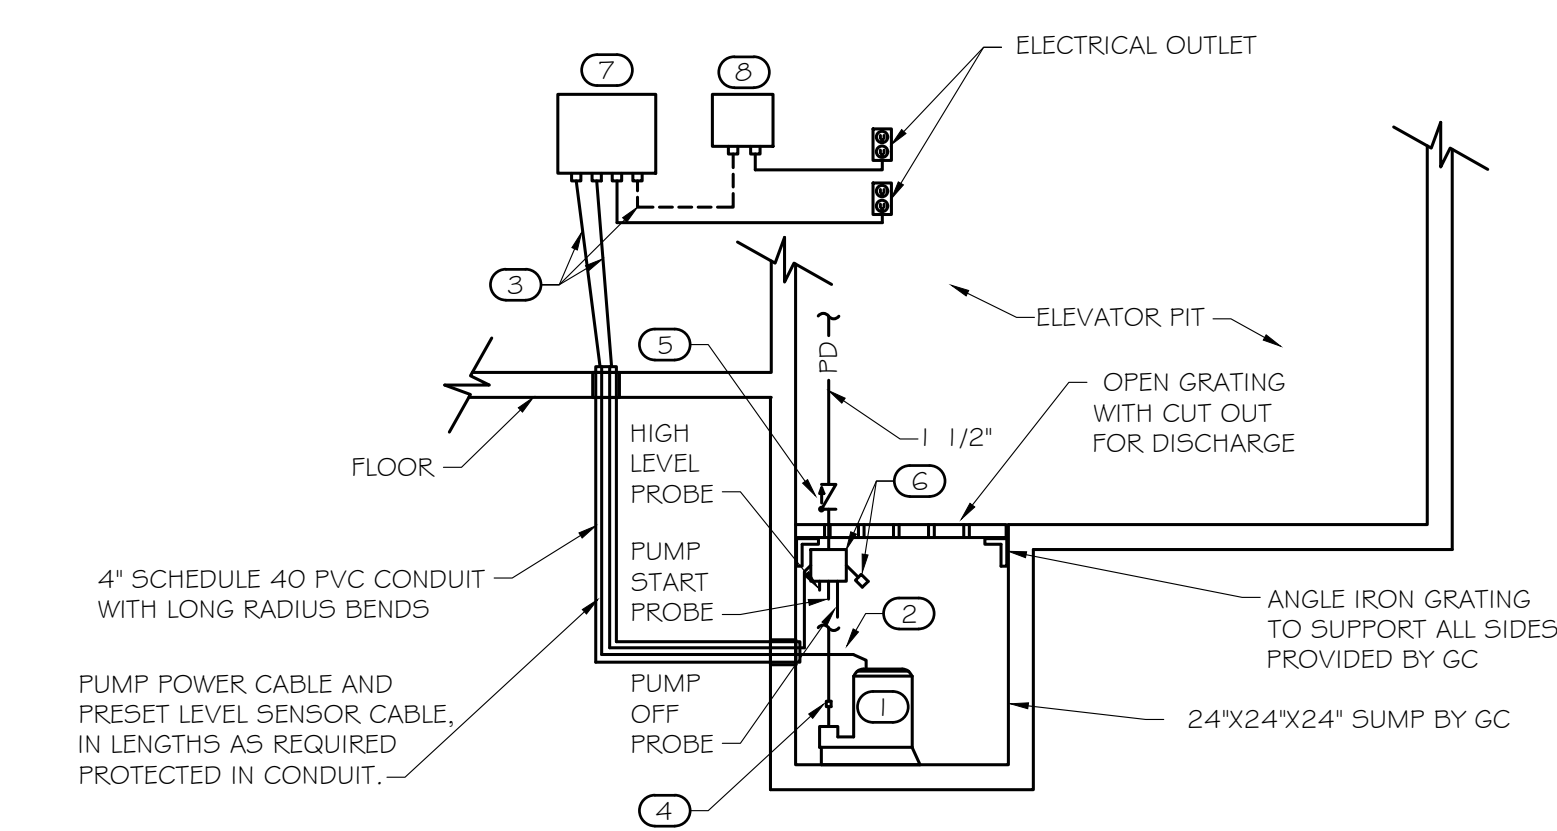 7
8
ELECTRICAL OUTLET
3
ELEVATOR PIT
5
PD
OPEN GRATING
WITH CUT OUT
FOR DISCHARGE
1 1/2"
HIGH
LEVEL
PROBE
FLOOR
6
PUMP
START
PROBE
4" SCHEDULE 40 PVC CONDUIT
WITH LONG RADIUS BENDS
2
ANGLE IRON GRATING
TO SUPPORT ALL SIDES
PROVIDED BY GC
PUMP POWER CABLE AND
PRESET LEVEL SENSOR CABLE,
IN LENGTHS AS REQUIRED
PROTECTED IN CONDUIT.
PUMP
OFF
PROBE
1
24"X24"X24" SUMP BY GC
4